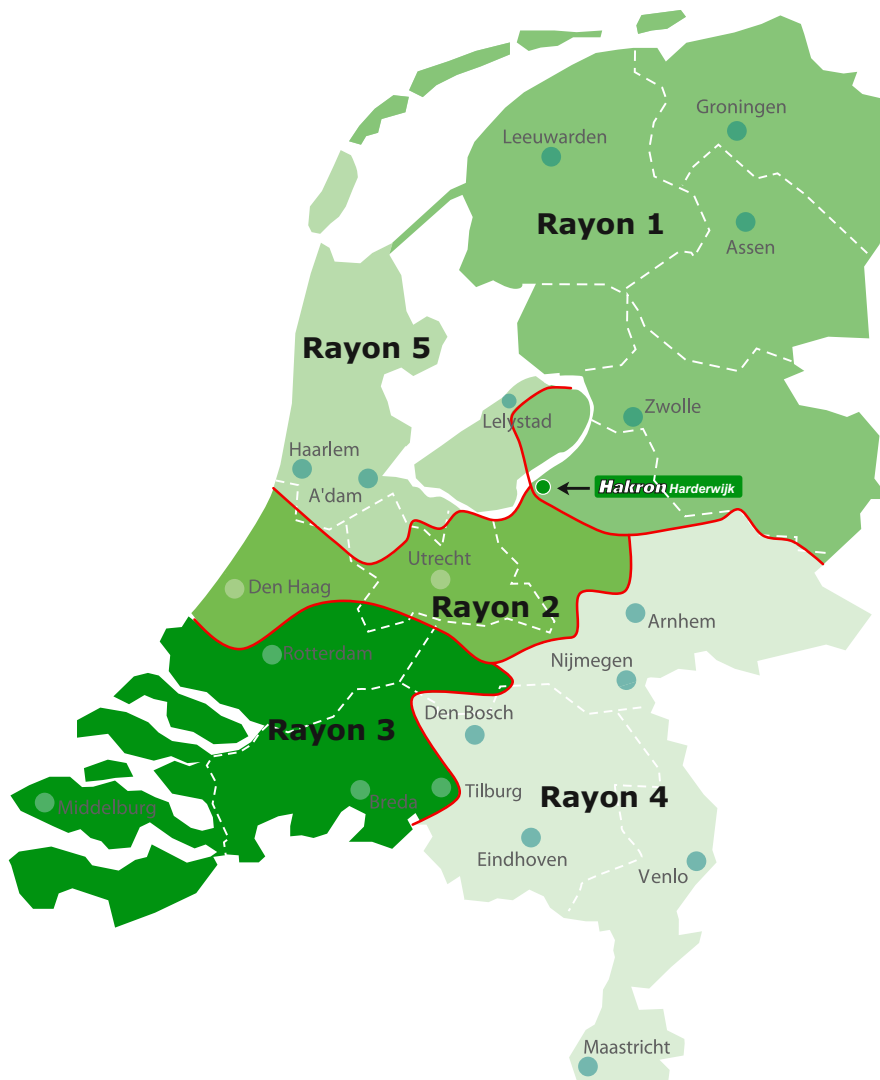 Groningen
Leeuwarden
Rayon 1
Assen
Rayon 5
Zwolle
Lelystad
Haarlem
A'dam
Hakron Harderwijk
Utrecht
Den Haag
Rayon 2
Arnhem
Rotterdam
Nijmegen
Den Bosch
Rayon 3
Tilburg
Rayon 4
Breda
Middelburg
Eindhoven
Venlo
Maastricht